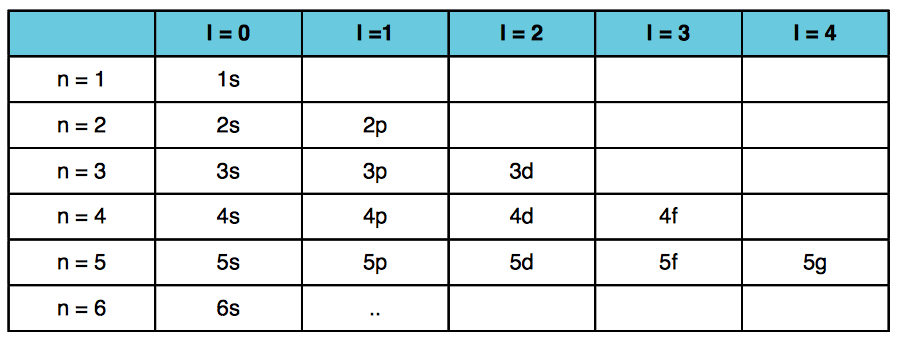 l = 0 l =1 l = 2 l = 3 l = 4
n = 1 1s
n = 2 2s 2p
n = 3 3s 3p 3d
n = 4 4s 4p 4d 4f
n = 5 5s 5p 5d 5f 5g
n = 6 6s ..